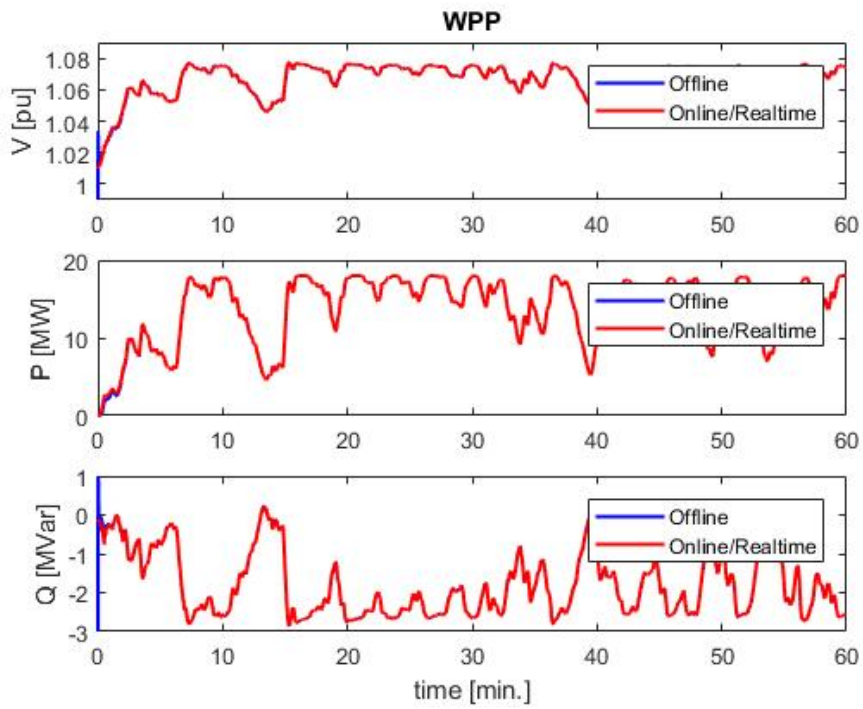 WPP
V [pu]
1.08
1.06
1.04
1.02
1
Offline
Online/Realtime
0 10 20 30 40 50 60
P [MW]
20
10
0
Offline
Online/Realtime
0 10 20 30 40 50 60
Q [MVar]
1
0
-1
-2
-3
Offline
Online/Realtime
0 10 20 30 40 50 60
time [min.]